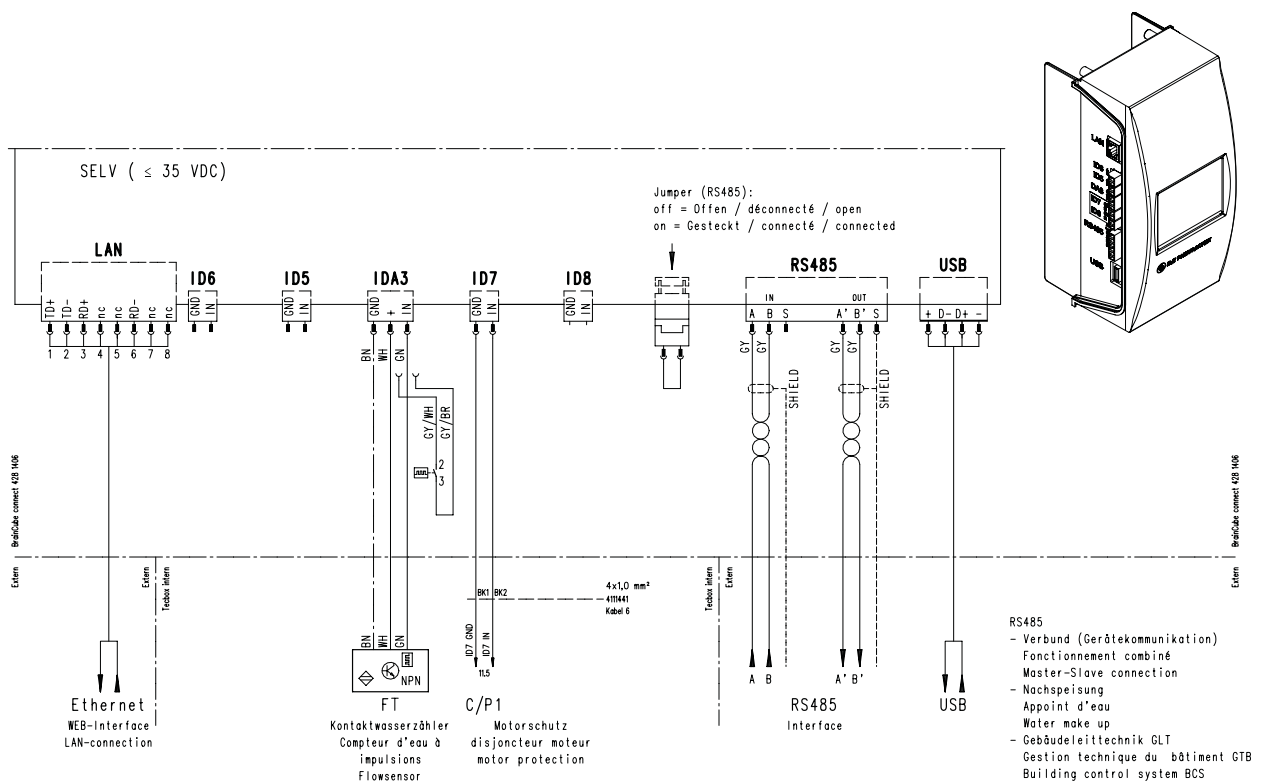 SELV ( ≤ 35 VDC)
LAN
ID6
ID5
IDA3
ID7
ID8
Jumper (RS485):
off = Offen / déconnecté / open
on = Gesteckt / connecté / connected
RS485
USB
IN
OUT
TD+
TD-
RD+
nc
nc
RD-
nc
nc
GND
IN
GND
IN
GND
+
IN
GND
IN
GND
IN
A B S
A' B' S
+ D- D+ -
1 2 3 4 5 6 7 8
BN
WH
GN
GY
GY
GY
GY
SHIELD
SHIELD
GY/WH
GY/BR
2
3
BrainCube connect 428 1406
BrainCube connect 428 1406
Extern
Extern
Tecbox intern
Tecbox intern
Extern
Extern
BK1 BK2
4x1,0 mm²
4111441
Kabel 6
BN
WH
GN
ID7 GND
ID7 IN
11,5
NPN
A B
A' B'
Ethernet
WEB-Interface
LAN-connection
FT
Kontaktwasserzähler
Compteur d'eau à
impulsions
Flowsensor
C/P1
Motorschutz
disjoncteur moteur
motor protection
RS485
Interface
USB
RS485
- Verbund (Gerätekommunikation)
Fonctionnement combiné
Master-Slave connection
- Nachspeisung
Appoint d'eau
Water make up
- Gebäudeleittechnik GLT
Gestion technique du bâtiment GTB
Building control system BCS
LAN
ID6
ID5
ID7
ID8
RS485
USB